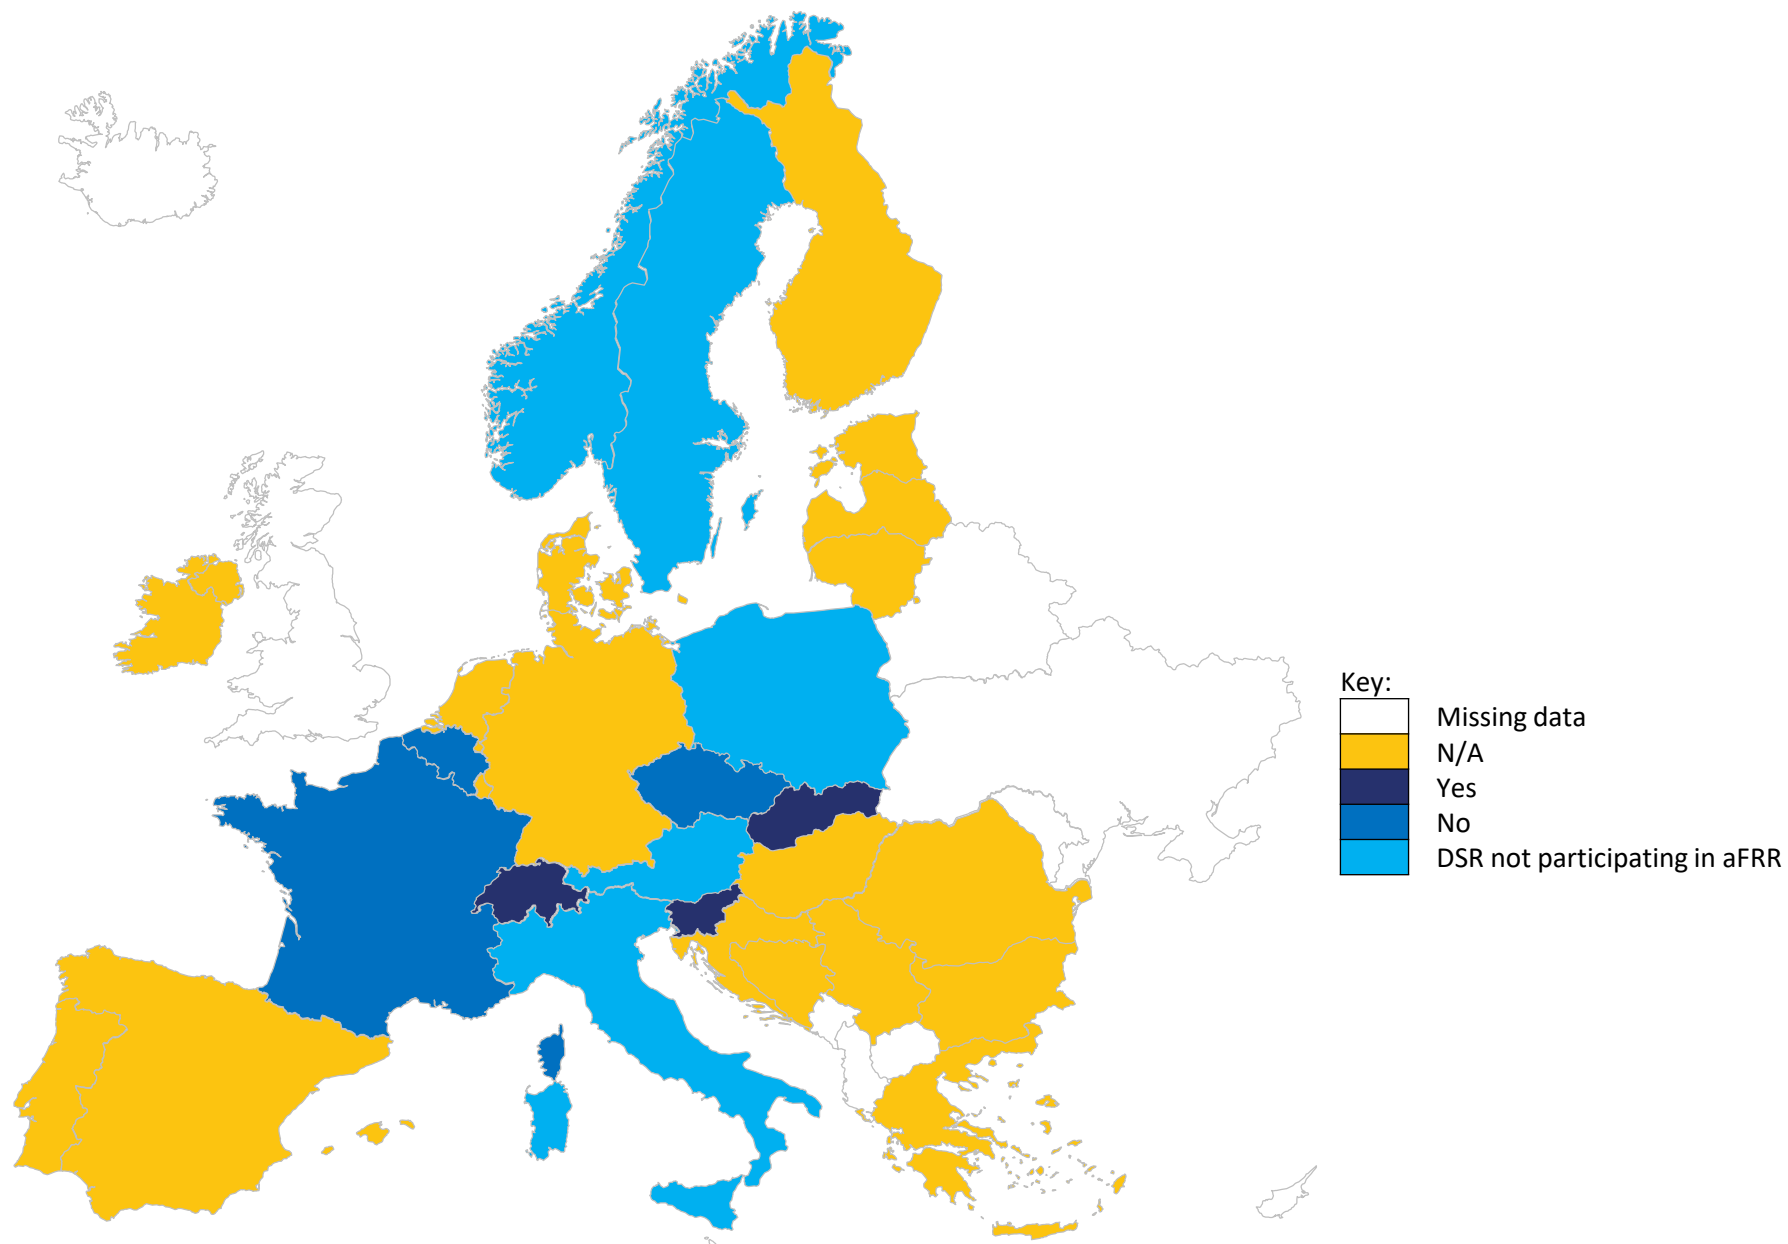 Key:
Missing data
N/A
Yes
No
DSR not participating in aFRR